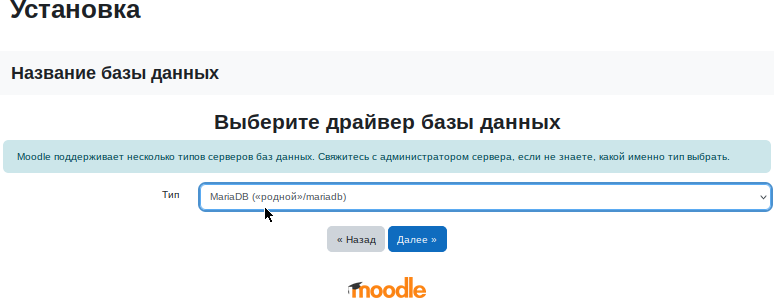 Установка
Название базы данных
Выберите драйвер базы данных
Moodle поддерживает несколько типов серверов баз данных. Свяжитесь с администратором сервера, если не знаете, какой именно тип выбрать.
Тип
MariaDB («родной»/mariadb)
« Назад
Далее »
moodle